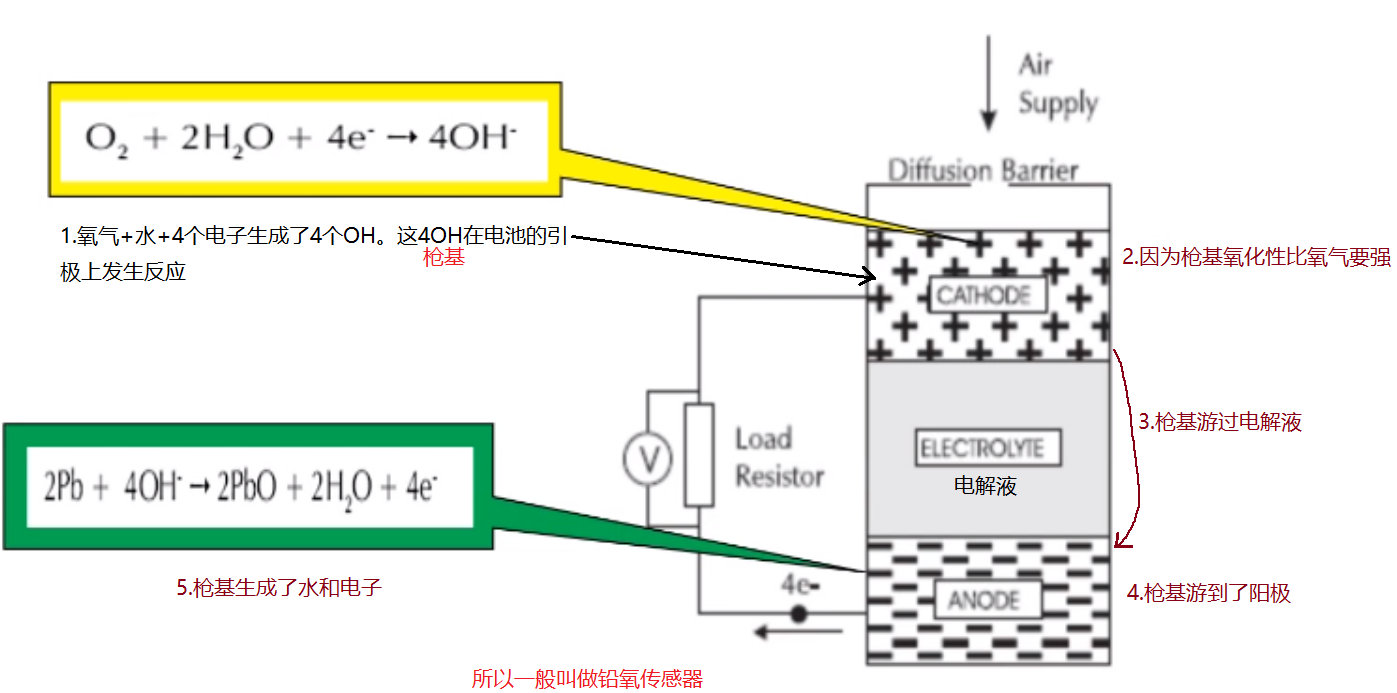 Air
Supply
O₂ + 2H₂O + 4e⁻ → 4OH⁻
Diffusion Barrier
1.氧气+水+4个电子生成了4个OH。这4OH在电池的引
极上发生反应
枪基
2.因为枪基氧化性比氧气要强
CATHODE
3.枪基游过电解液
Load
Resistor
V
ELECTROLYTE
电解液
2Pb + 4OH⁻ → 2PbO + 2H₂O + 4e⁻
5.枪基生成了水和电子
4e-
ANODE
4.枪基游到了阳极
所以一般叫做铅氧传感器